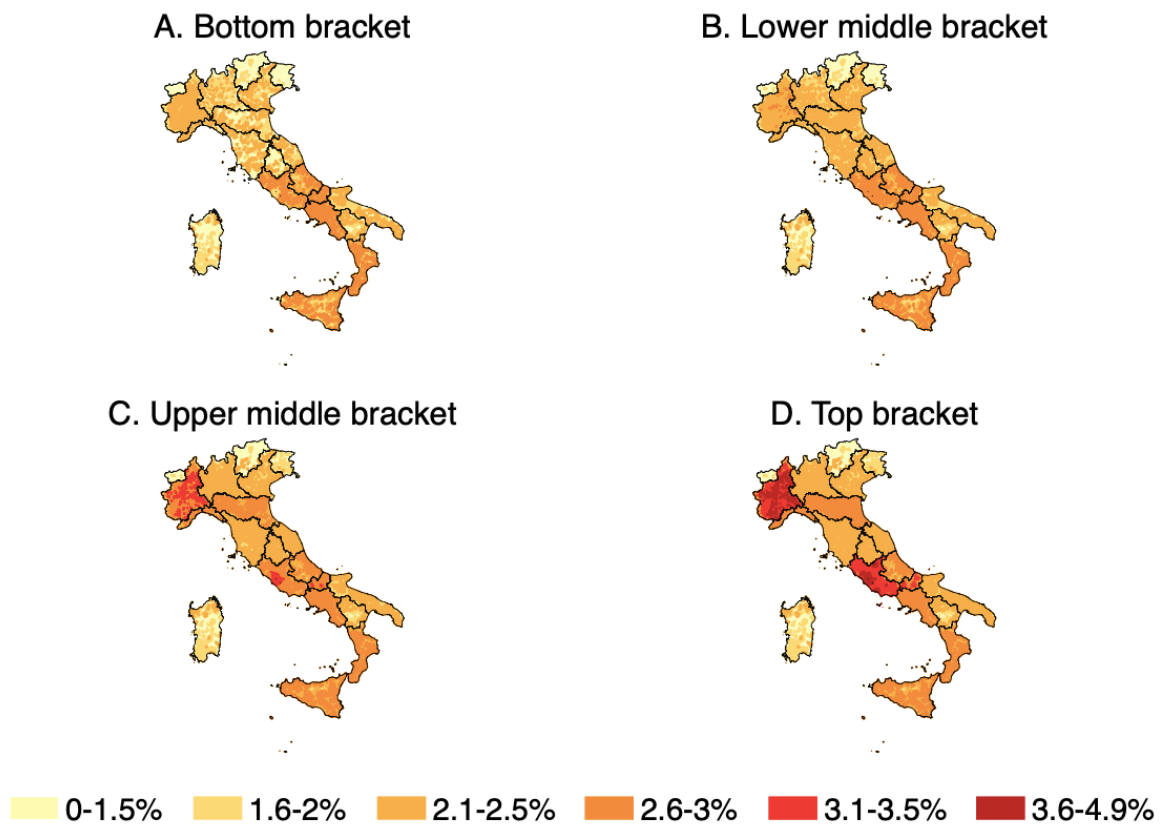 A. Bottom bracket
B. Lower middle bracket
C. Upper middle bracket
D. Top bracket
0-1.5% 1.6-2% 2.1-2.5% 2.6-3% 3.1-3.5% 3.6-4.9%